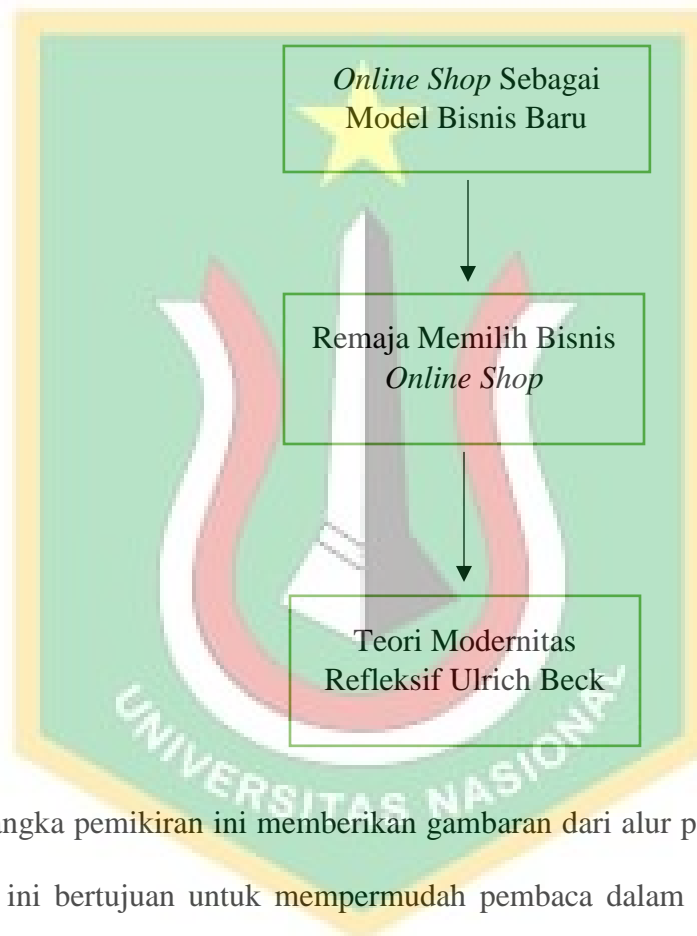 Online Shop Sebagai
Model Bisnis Baru
Remaja Memilih Bisnis
Online Shop
Teori Modernitas
Refleksif Ulrich Beck
UNIVERSITAS NASIONAL
pemikiran ini memberikan gambaran dari alur
ini bertujuan untuk mempermudah pembaca dalam